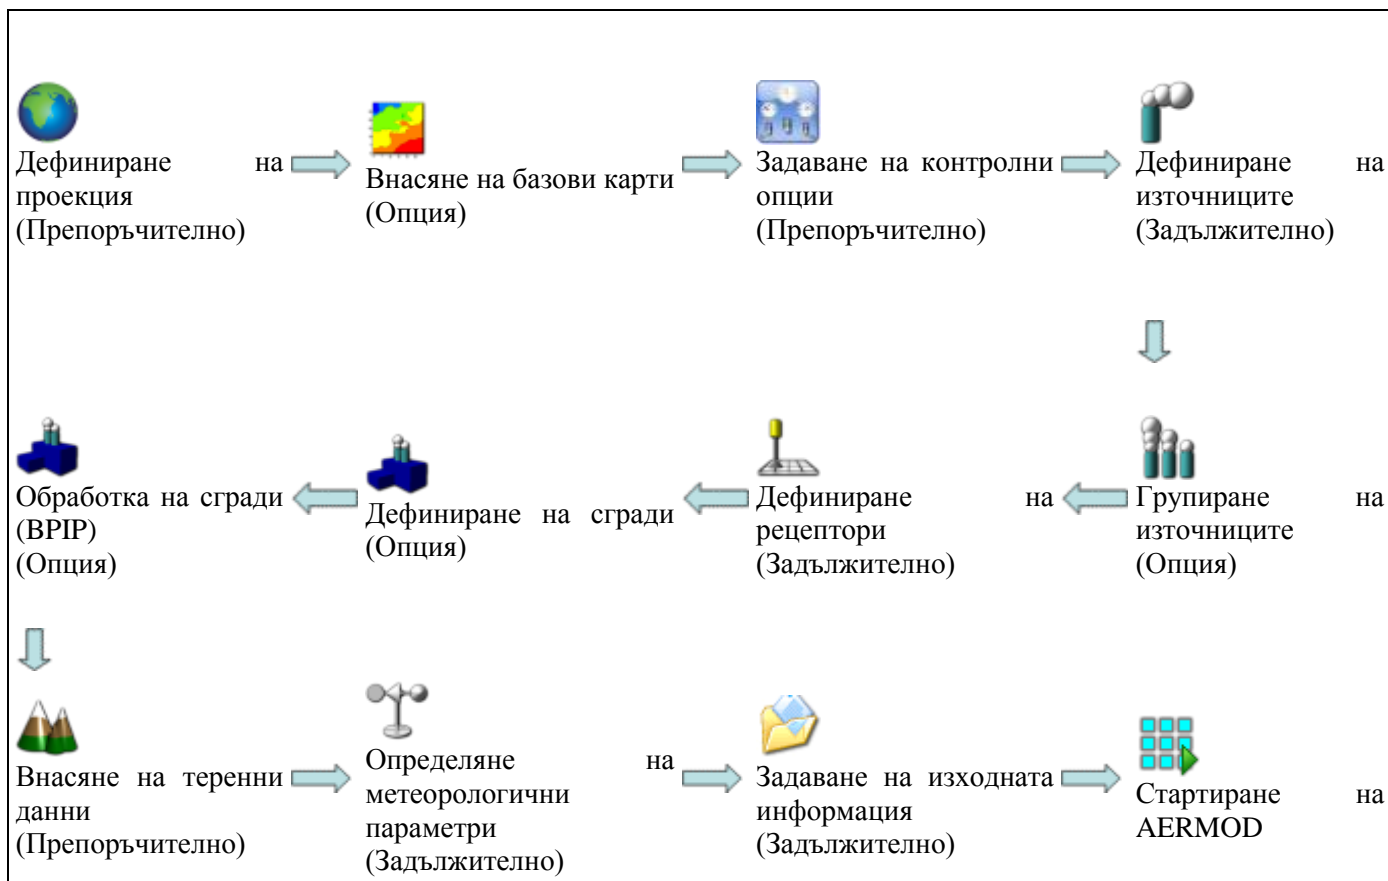 Дефиниране на
проекция
(Препоръчително)
Внасяне на базови карти
(Опция)
Задаване на контролни
опции
(Препоръчително)
Дефиниране на
източниците
(Задължително)
Обработка на сгради
(BPIP)
(Опция)
Дефиниране на сгради
(Опция)
Дефиниране на
рецептори
(Задължително)
Групиране на
източниците
(Опция)
Внасяне на теренни
данни
(Препоръчително)
Определяне на
метеорологични
параметри
(Задължително)
Задаване на изходната
информация
(Задължително)
Стартиране на
AERMOD